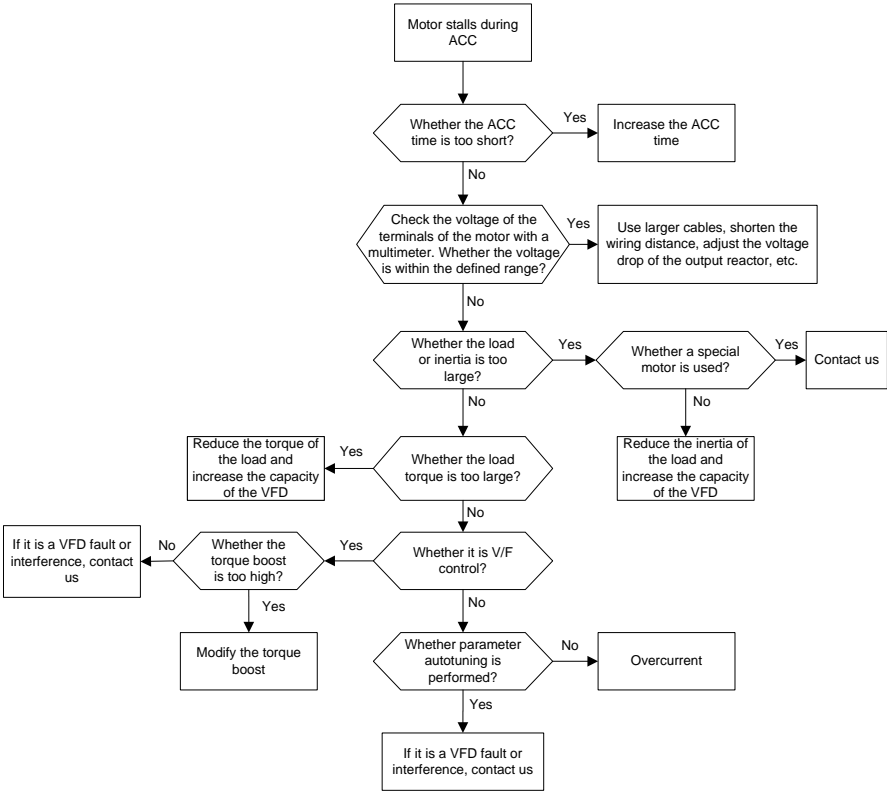 Motor stalls during
ACC
Whether the ACC
time is too short?
Yes
Increase the ACC
time
No
Check the voltage of the
terminals of the motor with a
multimeter. Whether the voltage
is within the defined range?
Yes
Use larger cables, shorten the
wiring distance, adjust the voltage
drop of the output reactor, etc.
No
Whether the load
or inertia is too
large?
Yes
Whether a special
motor is used?
Yes
Contact us
No
No
Reduce the torque of
the load and
increase the capacity
of the VFD
Yes
Whether the load
torque is too large?
Reduce the inertia of
the load and
increase the capacity
of the VFD
No
If it is a VFD fault or
interference, contact
us
No
Whether the
torque boost
is too high?
Yes
Whether it is V/F
control?
Yes
No
Modify the torque
boost
Whether parameter
autotuning is
performed?
No
Overcurrent
Yes
If it is a VFD fault or
interference, contact us